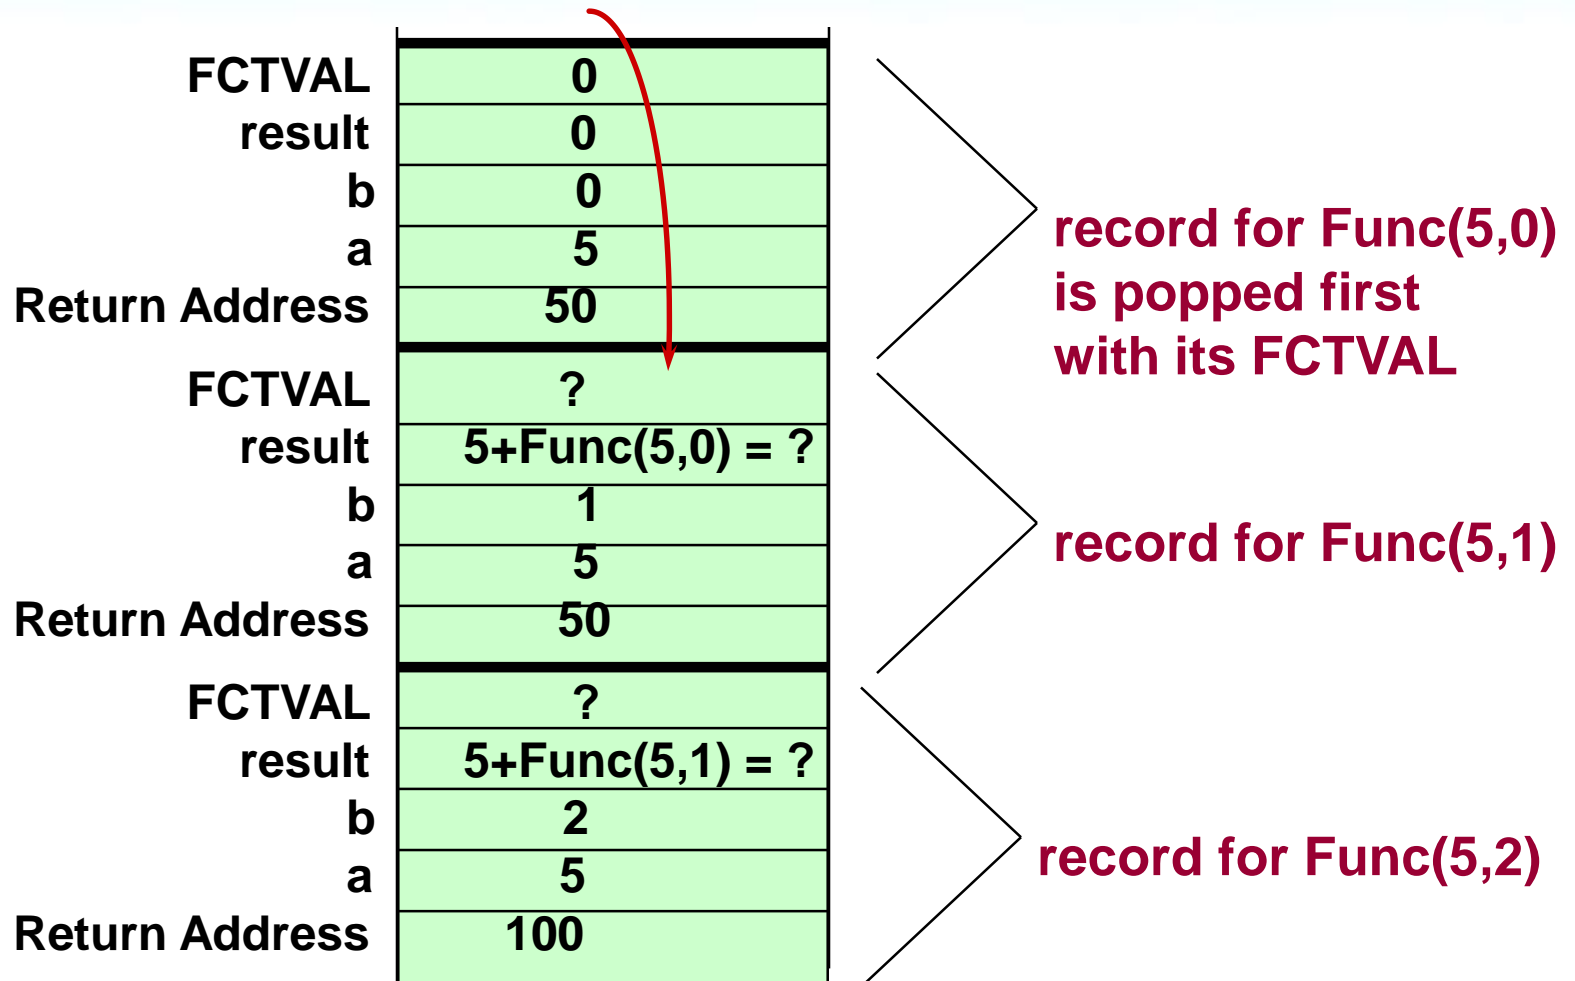 FCTVAL 0
result 0
b 0
a 5
Return Address 50
record for Func(5,0)
is popped first
with its FCTVAL
FCTVAL ?
result 5+Func(5,0) = ?
b 1
a 5
Return Address 50
record for Func(5,1)
FCTVAL ?
result 5+Func(5,1) = ?
b 2
a 5
Return Address 100
record for Func(5,2)